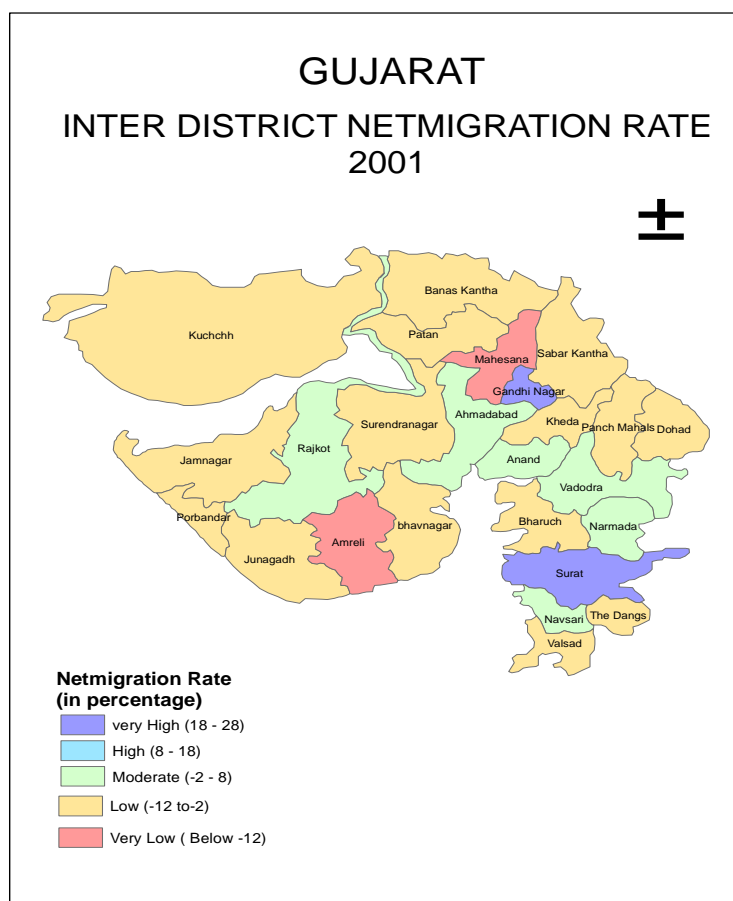 GUJARAT
INTER DISTRICT NETMIGRATION RATE
2001
±
Banas Kantha
Kuchchh
Patan
Sabar Kantha
Mahesana
Gandhi Nagar
Ahmadabad
Surendranagar
Kheda
Panch Mahals
Dohad
Rajkot
Jamnagar
Anand
Vadodra
Porbandar
bhavnagar
Bharuch
Narmada
Amreli
Junagadh
Surat
The Dangs
Navsari
Valsad
Netmigration Rate
(in percentage)
very High (18 - 28)
High (8 - 18)
Moderate (-2 - 8)
Low (-12 to-2)
Very Low ( Below -12)